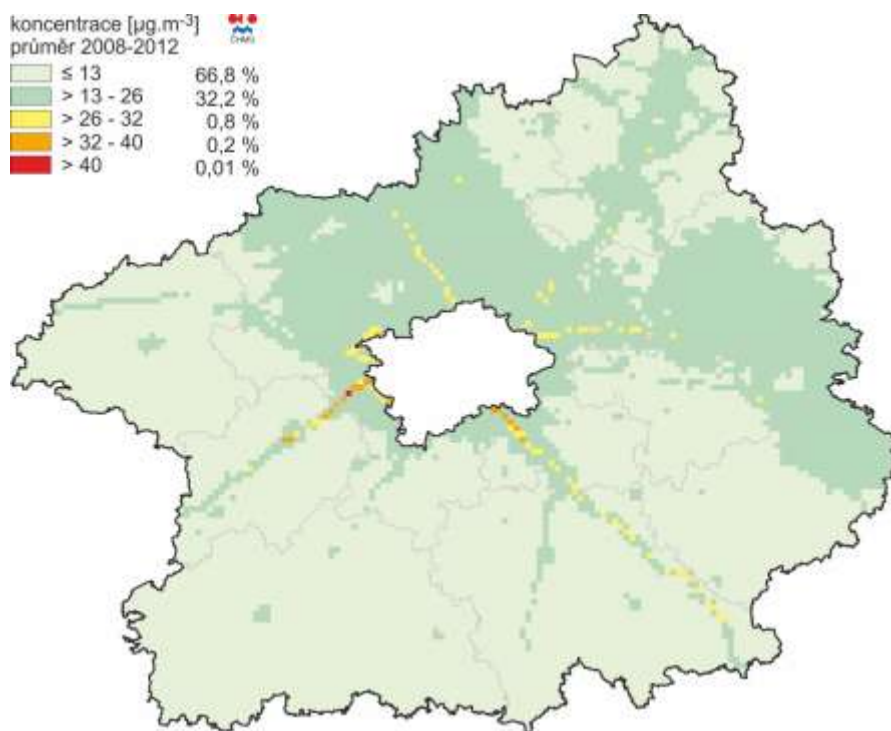 koncentrace [µg.m-3]
průměr 2008-2012
≤ 13 66,8 %
> 13 - 26 32,2 %
> 26 - 32 0,8 %
> 32 - 40 0,2 %
> 40 0,01 %